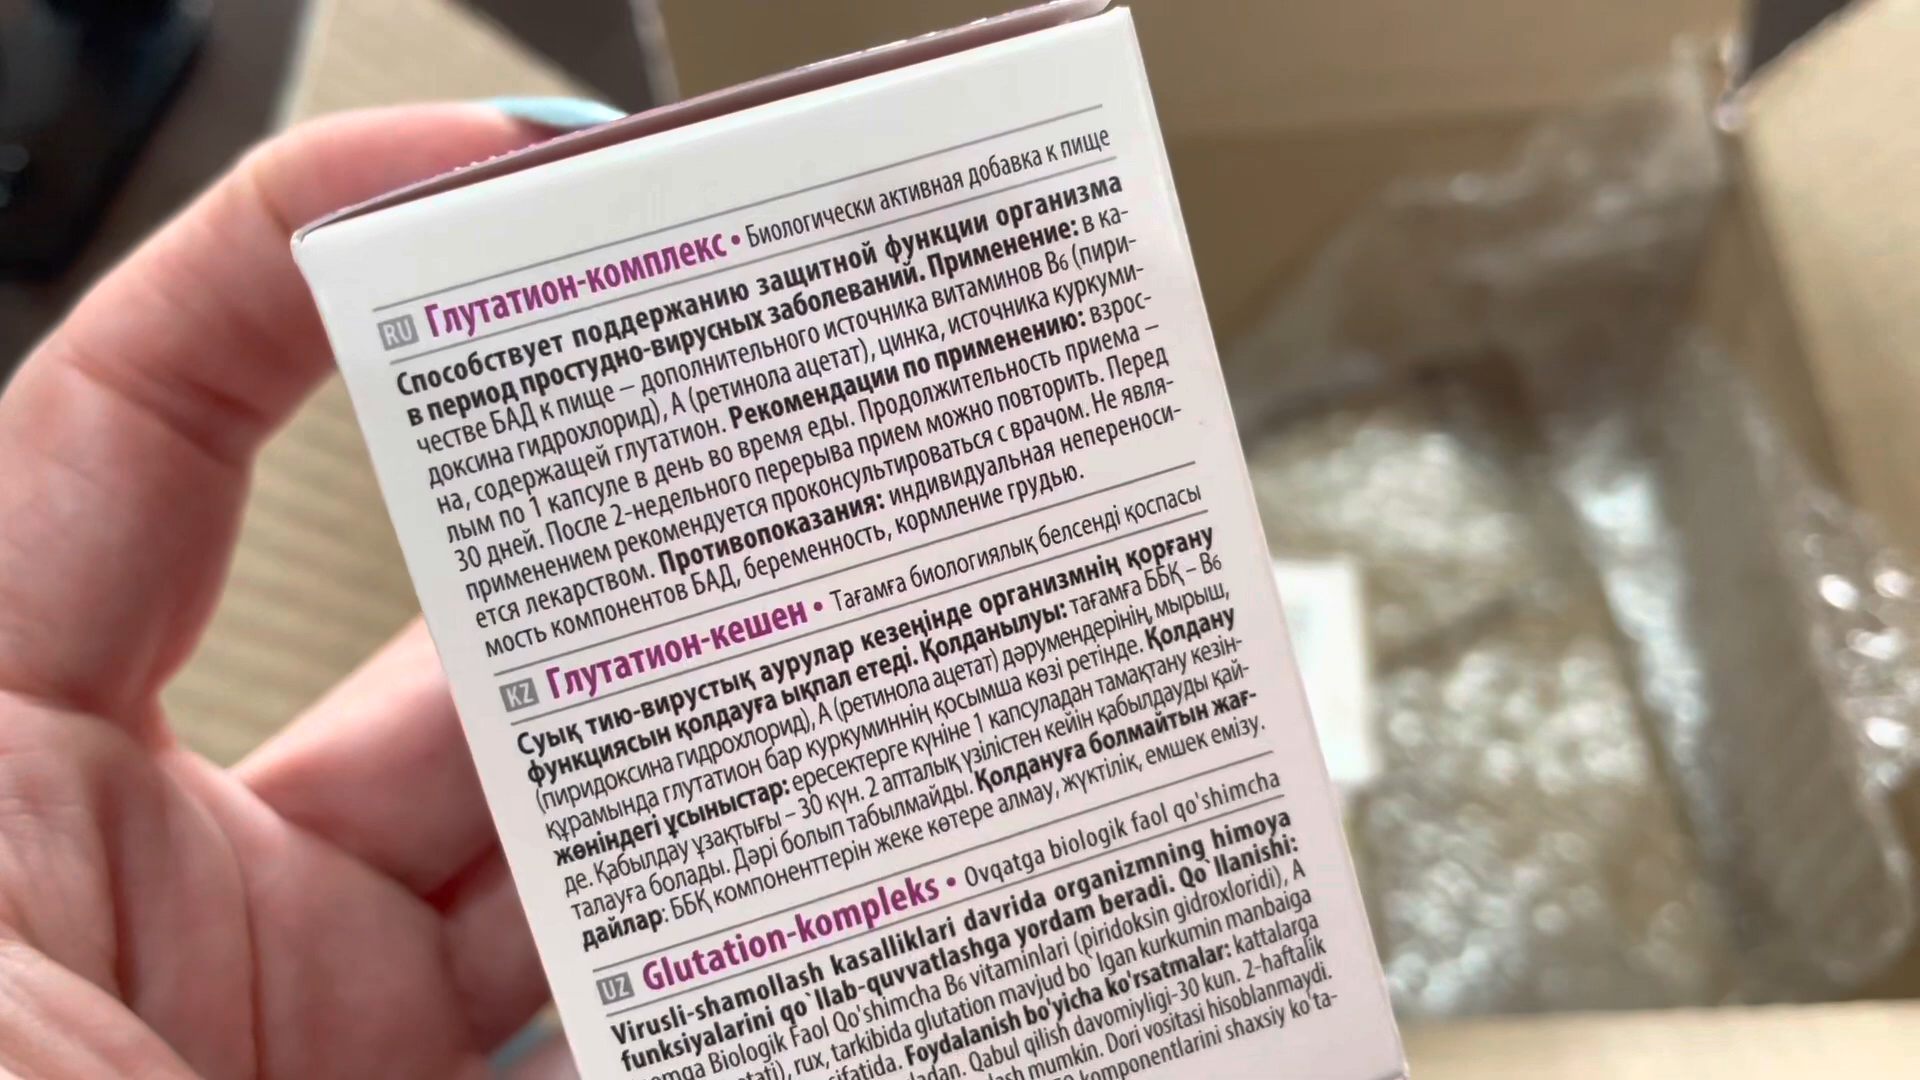 RU Глутатион-комплекс • Биологически активная добавка к пище
Способствует поддержанию защитной функции организма
в период простудно-вирусных заболеваний. Применение: в ка-
честве БАД к пище – дополнительного источника витаминов B6 (пири-
доксина гидрохлорид), А (ретинола ацетат), цинка, источника куркуми-
на, содержащей глутатион. Рекомендации по применению: взрос-
лым по 1 капсуле в день во время еды. Продолжительность приема –
30 дней. После 2-недельного перерыва прием можно повторить. Перед
применением рекомендуется проконсультироваться с врачом. Не явля-
ется лекарством. Противопоказания: индивидуальная непереноси-
мость компонентов БАД, беременность, кормление грудью.
KZ Глутатион-кешен • Тағамға биологиялық белсенді қоспасы
Суық тию-вирустық аурулар кезеңінде организмнің қорғану
функциясын қолдауға ықпал етеді. Қолданылуы: тағамға ББҚ – B6
(пиридоксина гидрохлорид), А (ретинола ацетат) дәрумендерінің, мырыш,
құрамында глутатион бар куркуминнің қосымша көзі ретінде. Қолдану
жөніндегі ұсыныстар: ересектерге күніне 1 капсуладан тамақтану кезін-
де. Қабылдау ұзақтығы – 30 күн. 2 апталық үзілістен кейін қабылдауды қай-
талауға болады. Дәрі болып табылмайды. Қолдануға болмайтын жағ-
дайлар: ББҚ компоненттерін жеке көтере алмау, жүктілік, емшек емізу.
UZ Glutation-kompleks • Ovqatga biologik faol qo'shimcha
Virusli-shamollash kasalliklari davrida organizmning himoya
funksiyalarini qo`llab-quvvatlashga yordam beradi. Qo`llanishi:
Biologik Faol Qo'shimcha B6 vitaminlari (piridoksin gidroxloridi), A
rux, tarkibida glutation mavjud bo`lgan kurkumin manbaiga
Foydalanish bo'yicha ko'rsatmalar: kattalarga
Qabul qilish davomiyligi-30 kun. 2-haftalik
mumkin. Dori vositasi hisoblanmaydi.
komponentlarini shaxsiy ko'ta-